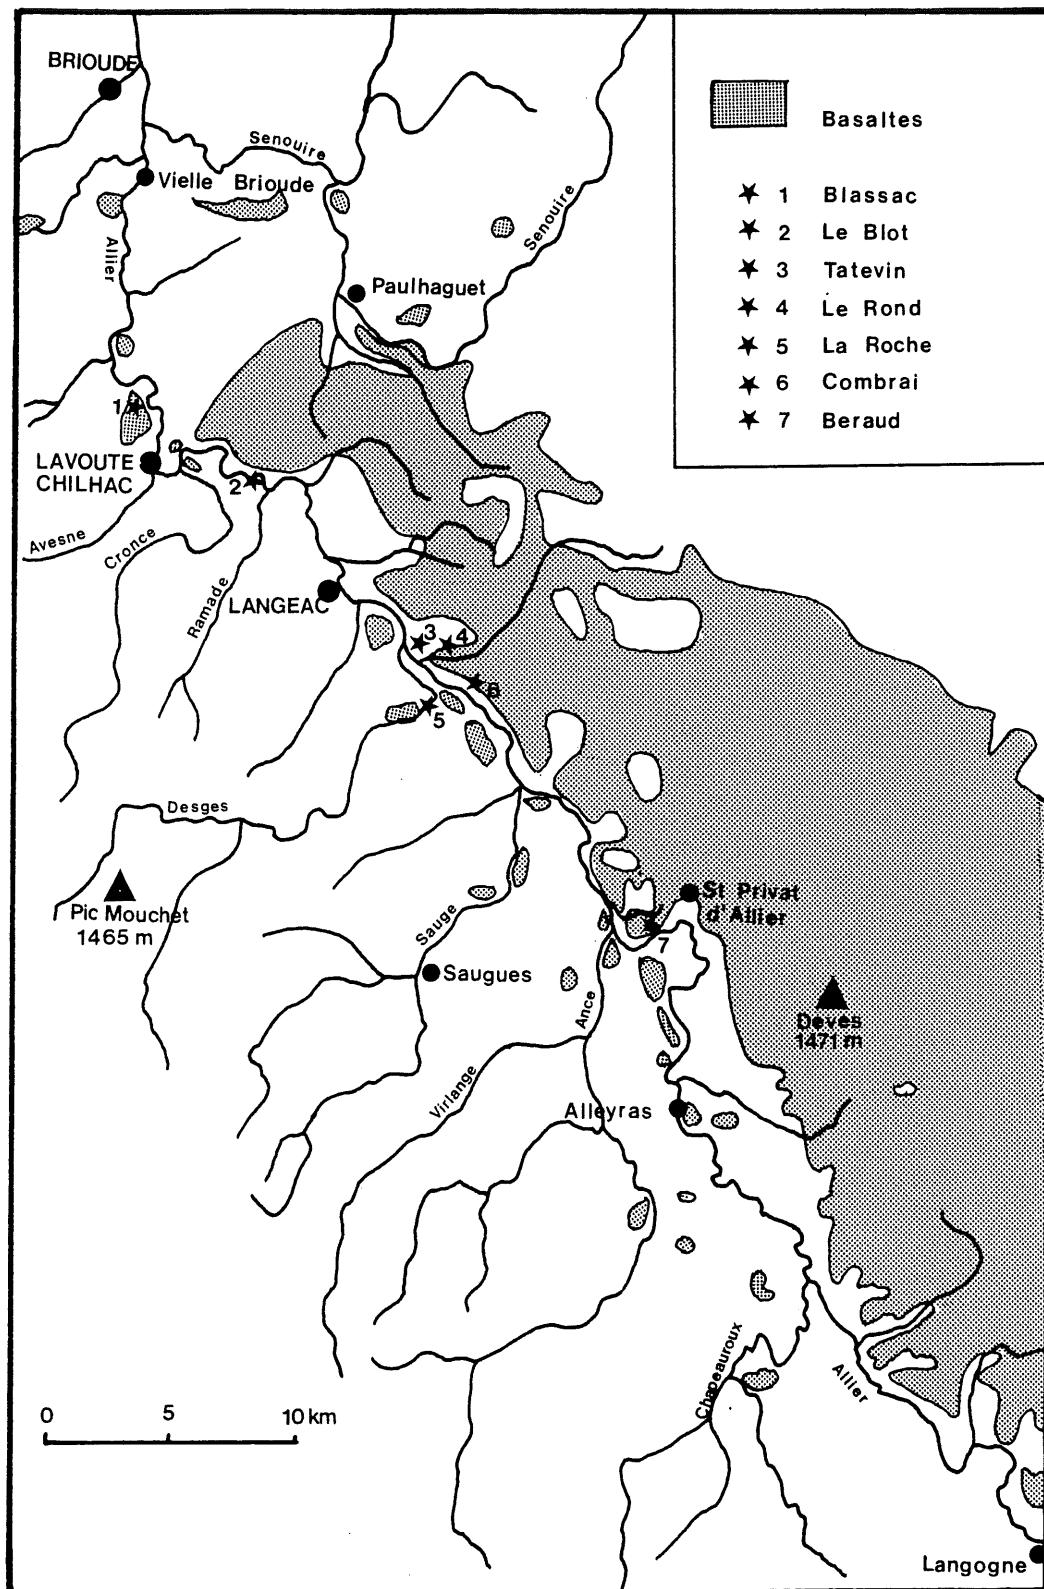 BRIOUDE
Senouire
Vielle Brioude
Allier
Senouire
Paulhaguet
Basaltes
1 Blassac
2 Le Blot
3 Tatevin
4 Le Rond
5 La Roche
6 Combrai
7 Beraud
1
LAVOUTE
CHILHAC
2
Avesne
Cronce
Ramade
LANGEAC
3
4
6
5
Desges
Pic Mouchet
1465 m
St Privat
d'Allier
7
Sauge
Saugues
Ance
Deves
1471 m
Virlange
Alleyras
Chapeauroux
Allier
0 5 10 km
Langogne